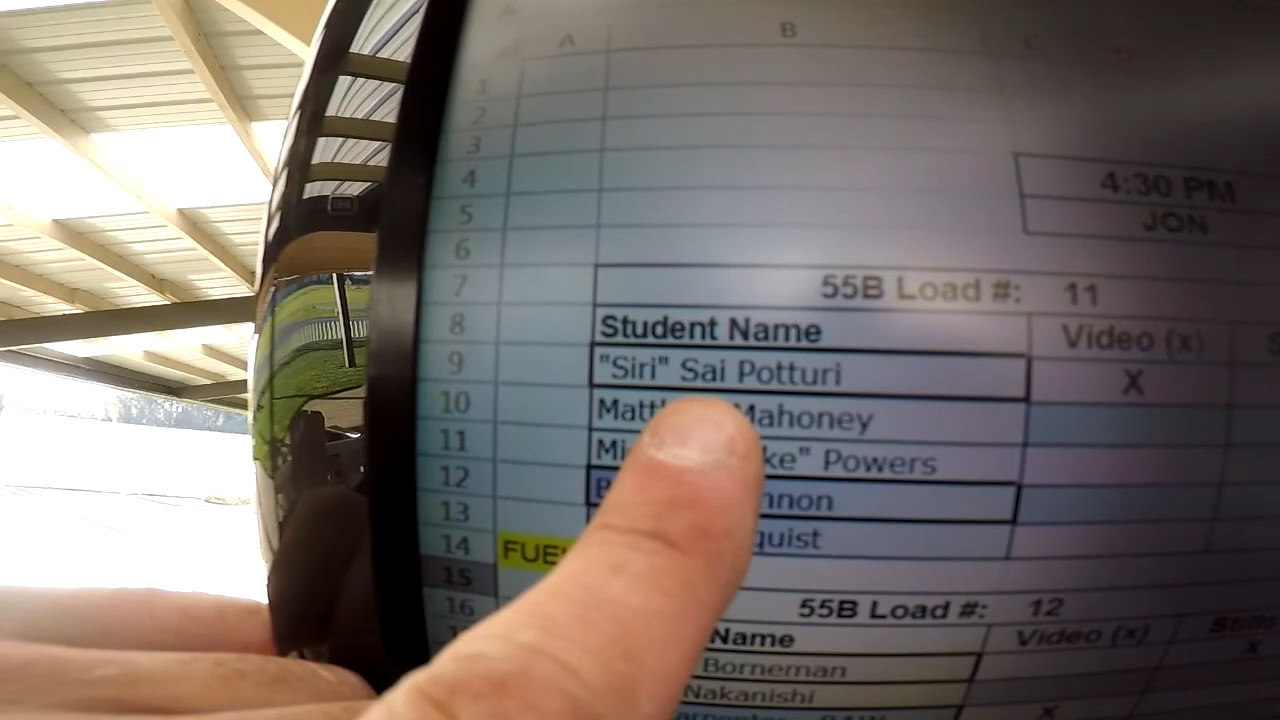 A B C
1
2
3
4 4:30 PM
5 JON
6
7 55B Load #: 11
8 Student Name Video (x)
9 "Siri" Sai Potturi X
10 Mahoney
11 Powers
12
13
14 FUEL
15
16 55B Load #: 12
Name Video (x) Stills
Borneman X
Nakanishi
X